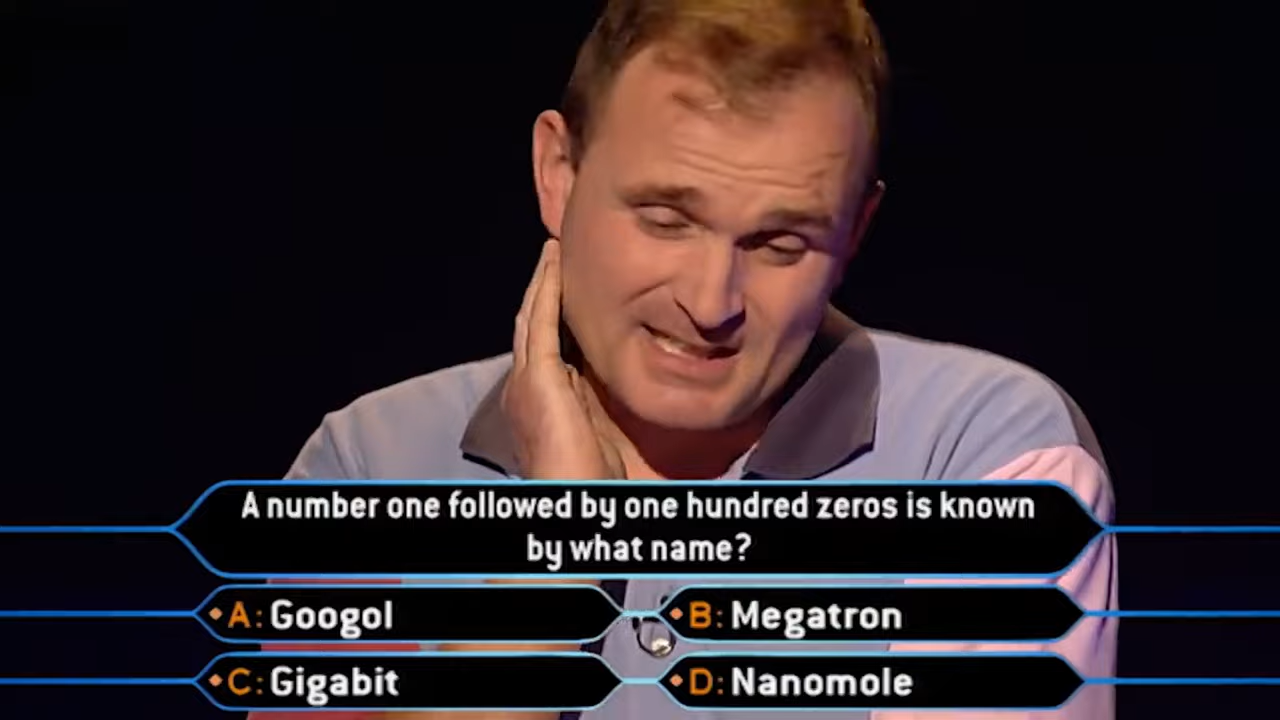 A number one followed by one hundred zeros is known
by what name?
A: Googol
B: Megatron
C: Gigabit
D: Nanomole